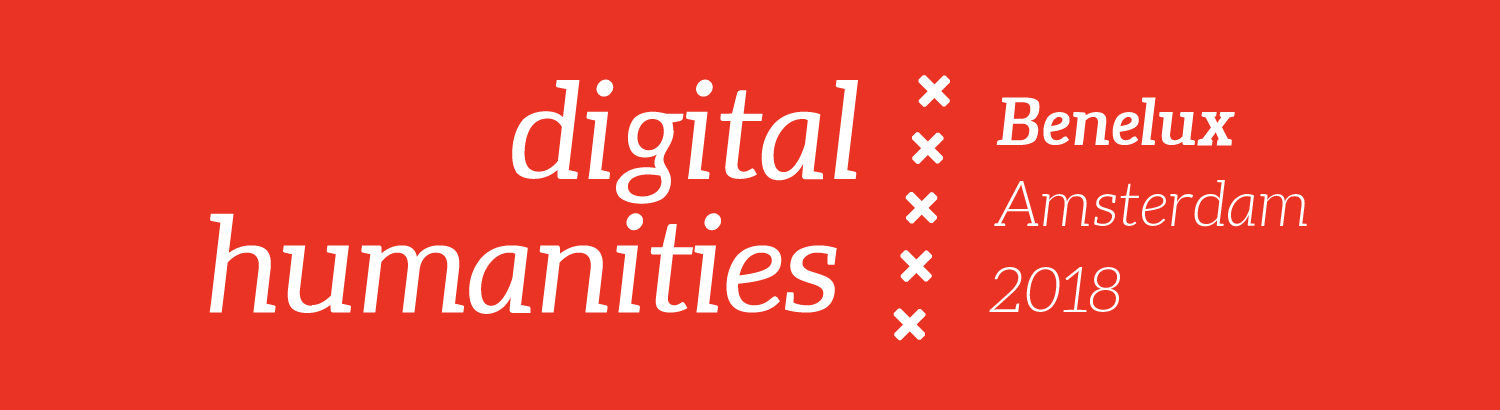 digital
humanities
Benelux
Amsterdam
2018